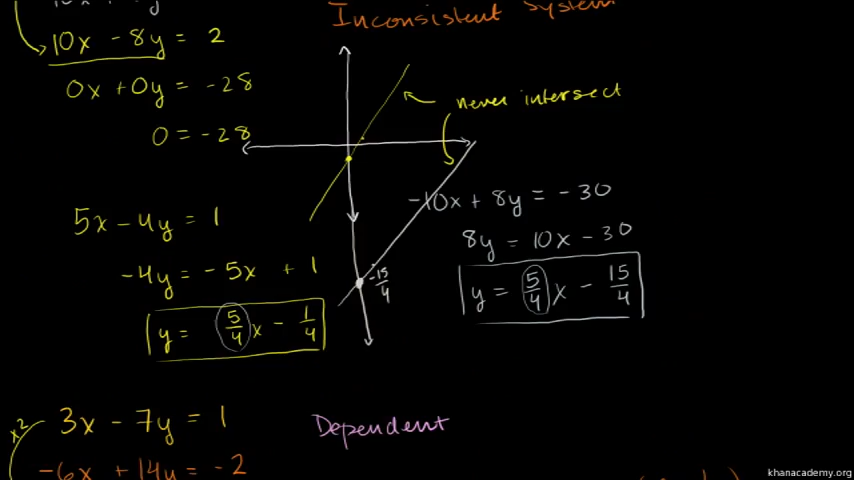 Inconsistent System
10x - 8y = 2
0x + 0y = -28
0 = -28
never intersect
5x - 4y = 1
-4y = -5x + 1
y = 5/4 x - 1/4
-15/4
-10x + 8y = -30
8y = 10x - 30
y = 5/4 x - 15/4
x2
3x - 7y = 1
-6x + 14y = -2
Dependent
khanacademy.org